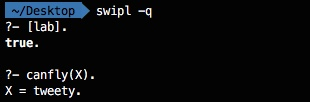 ~/Desktop swipl -q
?- [lab].
true.
?- canfly(X).
X = tweety.